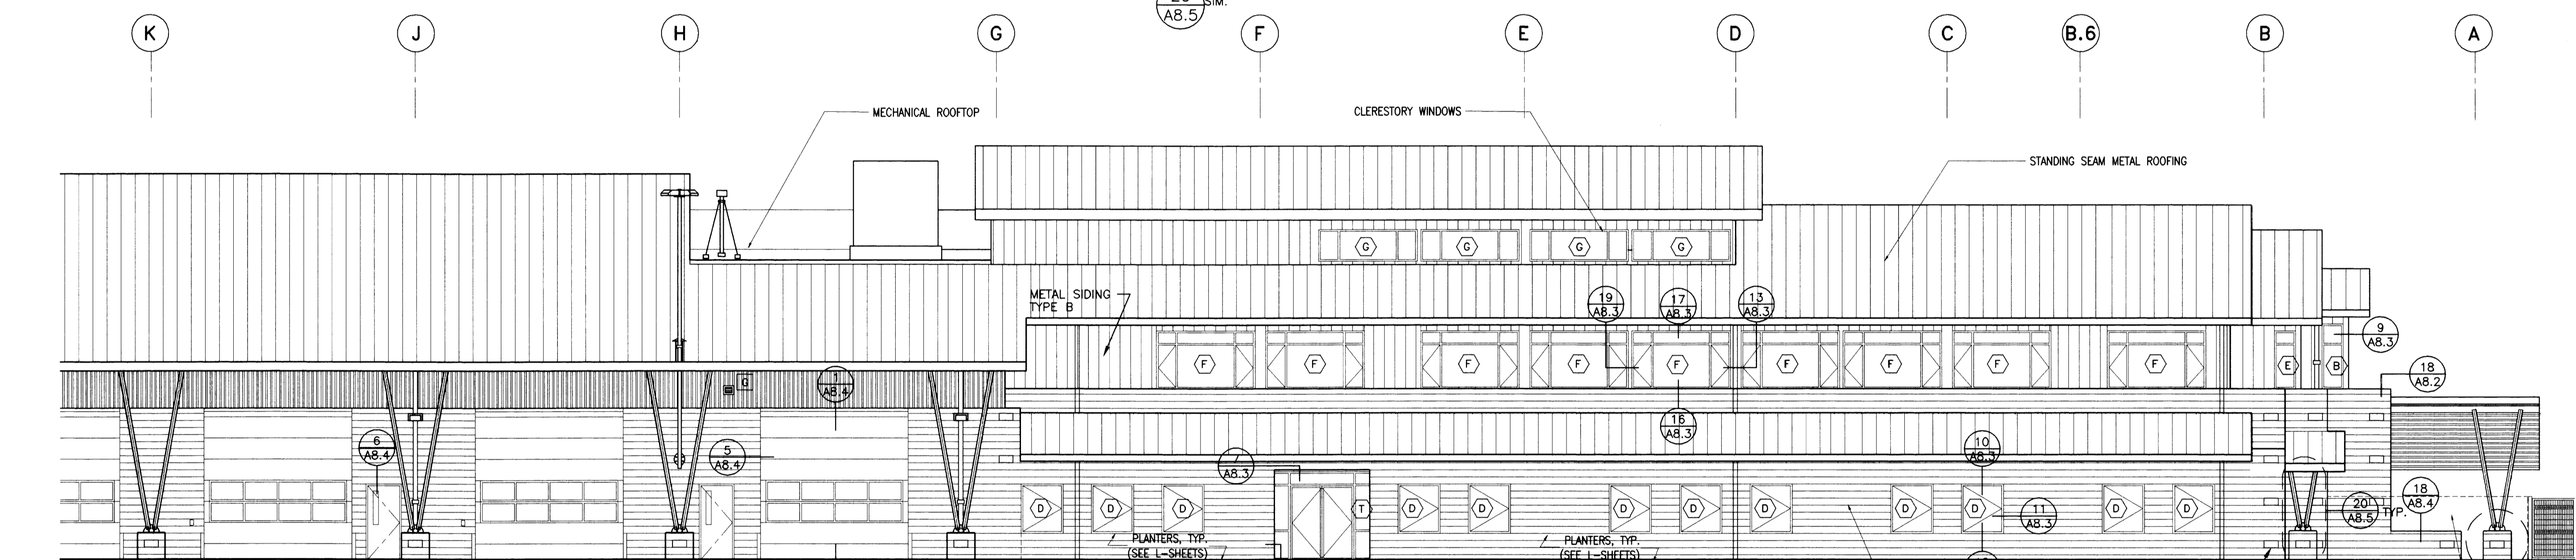 20
A8.5
SIM.
K
J
H
G
F
E
D
C
B.6
B
A
MECHANICAL ROOFTOP
CLERESTORY WINDOWS
STANDING SEAM METAL ROOFING
G
G
G
G
METAL SIDING
TYPE B
19
A8.3
17
A8.3
13
A8.3
F
F
F
F
F
F
F
F
F
E
B
9
A8.3
G
1
A8.4
18
A8.2
16
A8.3
6
A8.4
5
A8.4
7
A8.3
10
A8.3
D
D
D
T
D
D
D
D
D
D
D
D
D
11
A8.3
20
A8.5
TYP.
18
A8.4
PLANTERS, TYP.
(SEE L-SHEETS)
PLANTERS, TYP.
(SEE L-SHEETS)